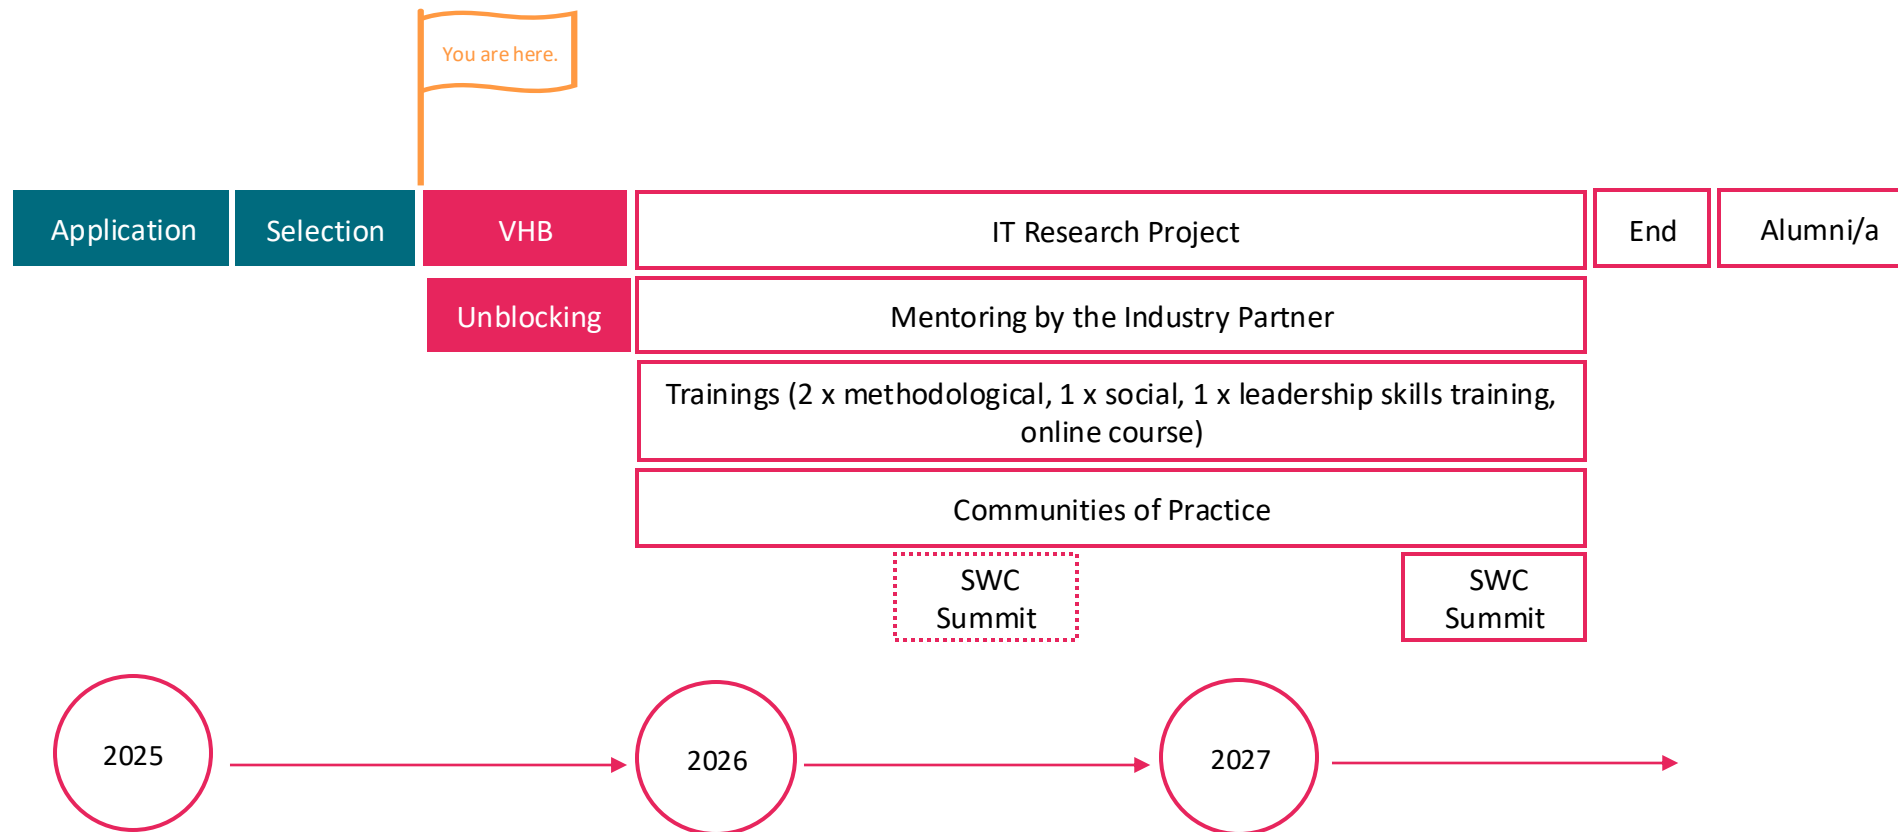 You are here.
Application
Selection
VHB
IT Research Project
End
Alumni/a
Unblocking
Mentoring by the Industry Partner
Trainings (2 x methodological, 1 x social, 1 x leadership skills training,
online course)
Communities of Practice
SWC
Summit
SWC
Summit
2025
2026
2027